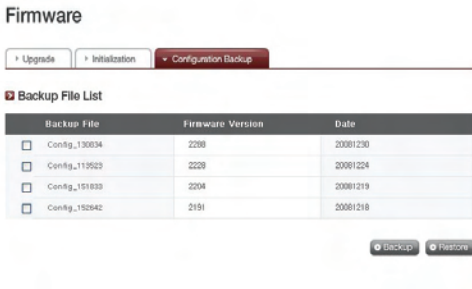 Firmware
Upgrade Initialization Configuration Backup
Backup File List
Backup File Firmware Version Date
Config_130834 2288 20081230
Config_113523 2228 20081224
Config_151833 2204 20081219
Config_152642 2191 20081218
Backup Restore